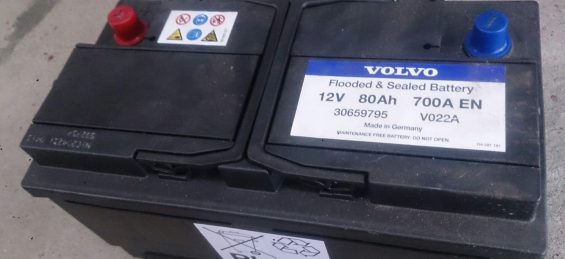 VOLVO
Flooded & Sealed Battery
12V 80Ah 700A EN
30659795 V022A
Made in Germany
MAINTENANCE FREE BATTERY DO NOT OPEN